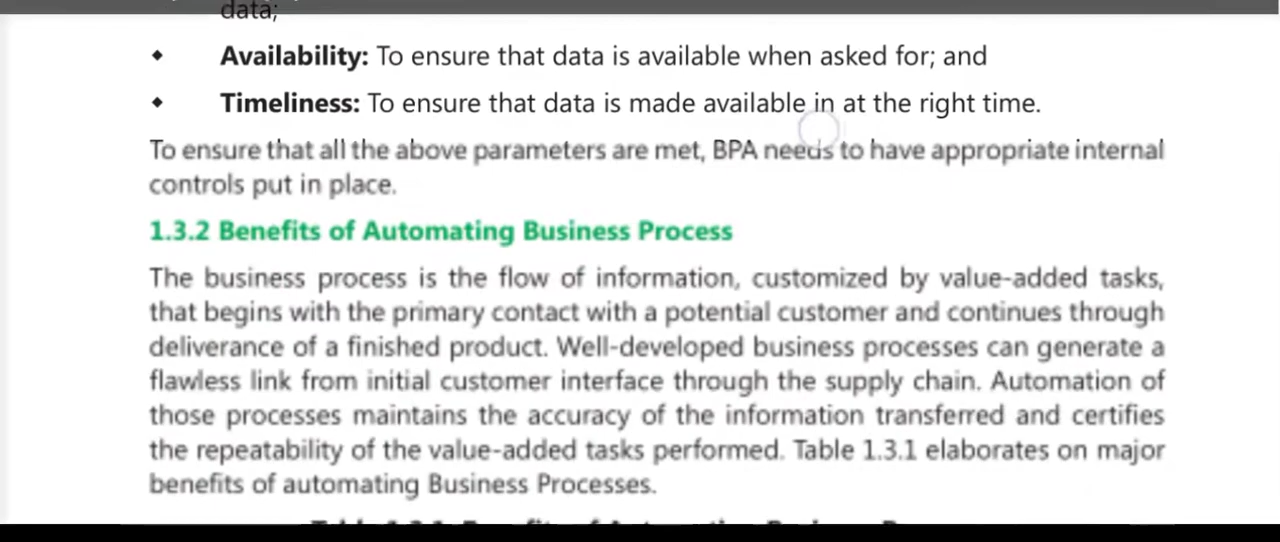 data;
◆ Availability: To ensure that data is available when asked for; and
◆ Timeliness: To ensure that data is made available in at the right time.
To ensure that all the above parameters are met, BPA needs to have appropriate internal
controls put in place.
1.3.2 Benefits of Automating Business Process
The business process is the flow of information, customized by value-added tasks,
that begins with the primary contact with a potential customer and continues through
deliverance of a finished product. Well-developed business processes can generate a
flawless link from initial customer interface through the supply chain. Automation of
those processes maintains the accuracy of the information transferred and certifies
the repeatability of the value-added tasks performed. Table 1.3.1 elaborates on major
benefits of automating Business Processes.